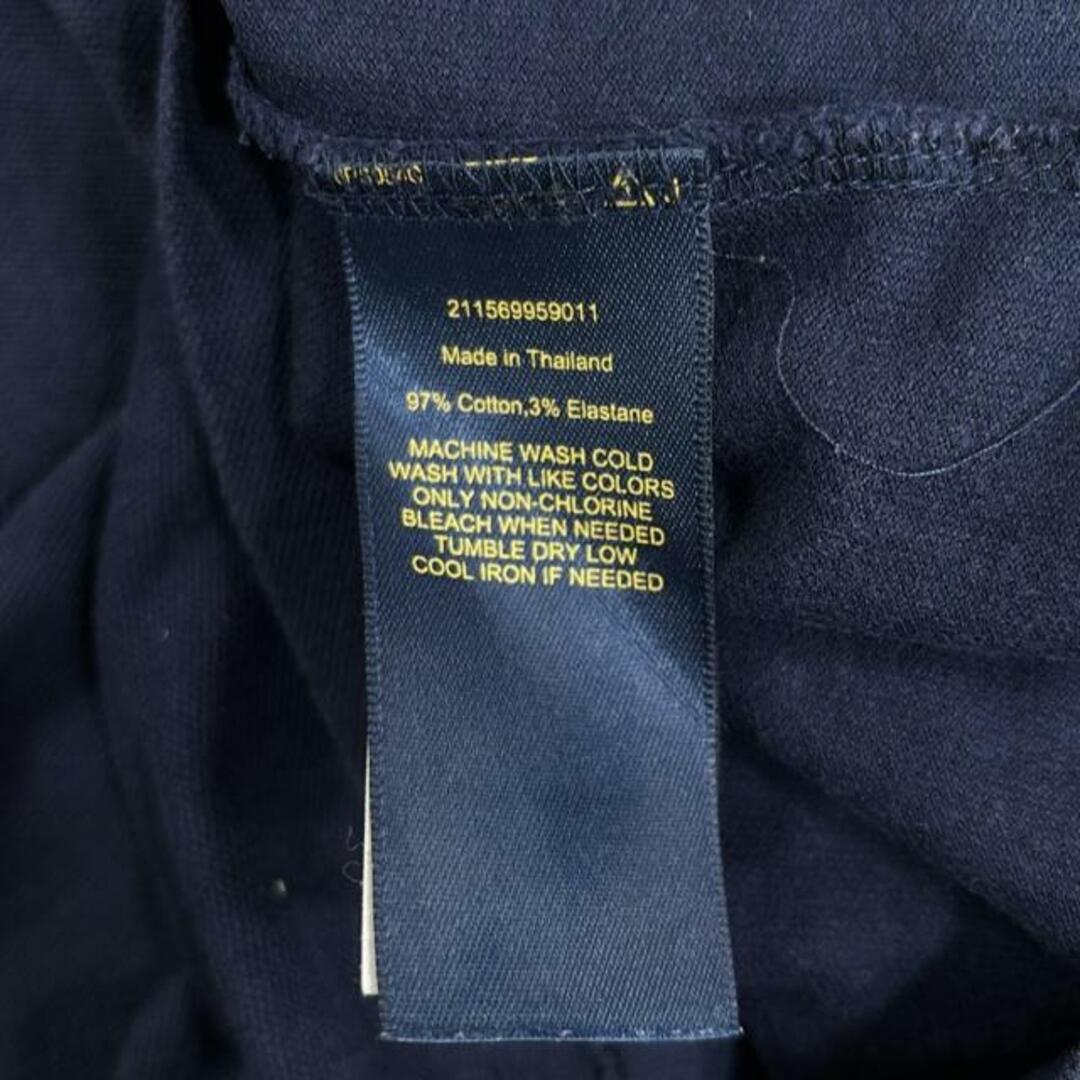 211569959011
Made in Thailand
97% Cotton,3% Elastane
MACHINE WASH COLD
WASH WITH LIKE COLORS
ONLY NON-CHLORINE
BLEACH WHEN NEEDED
TUMBLE DRY LOW
COOL IRON IF NEEDED